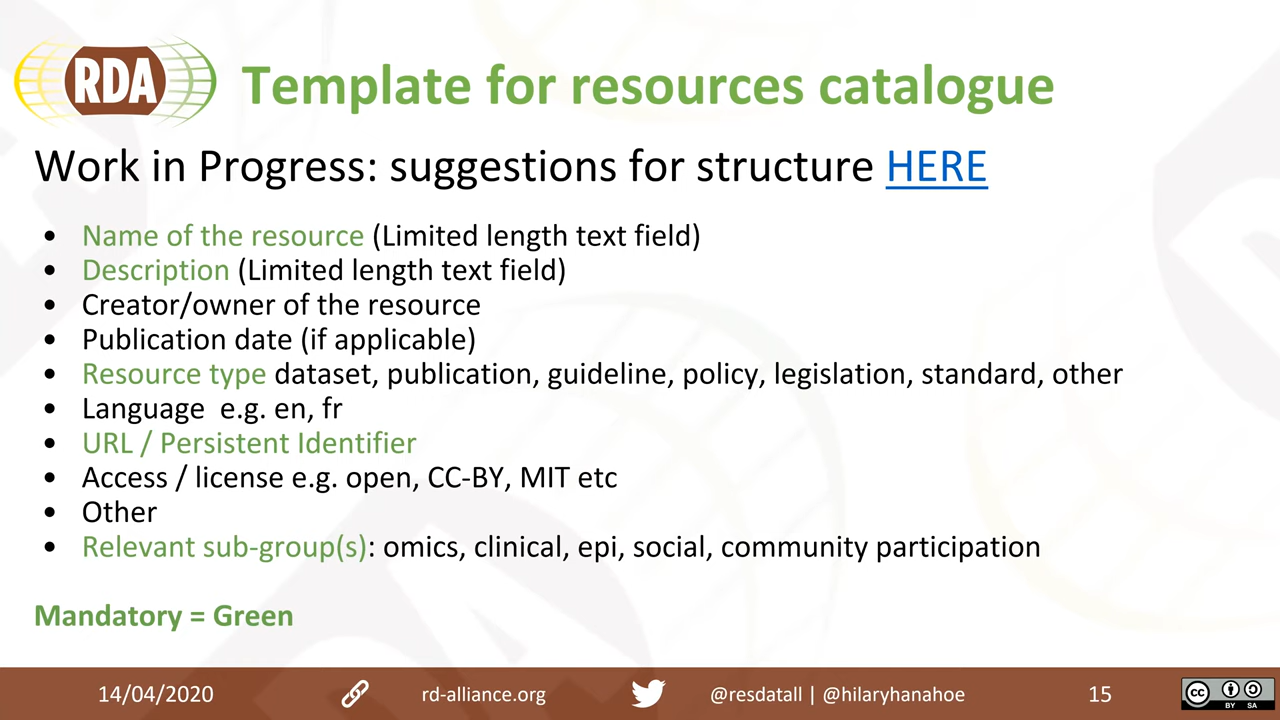 RDA
Template for resources catalogue
Work in Progress: suggestions for structure HERE
• Name of the resource (Limited length text field)
• Description (Limited length text field)
• Creator/owner of the resource
• Publication date (if applicable)
• Resource type dataset, publication, guideline, policy, legislation, standard, other
• Language  e.g. en, fr
• URL / Persistent Identifier
• Access / license e.g. open, CC-BY, MIT etc
• Other
• Relevant sub-group(s): omics, clinical, epi, social, community participation
Mandatory = Green
14/04/2020 rd-alliance.org @resdatall | @hilaryhanahoe 15
cc BY SA